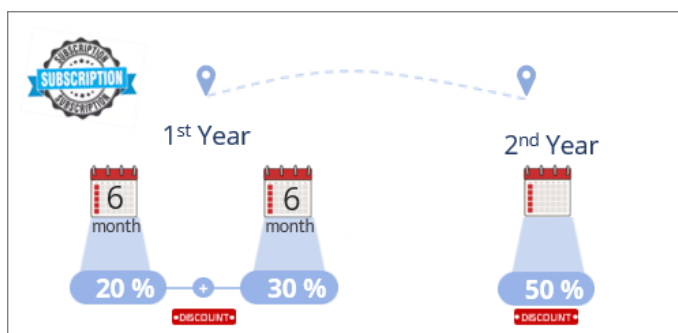 SUBSCRIPTION
SUBSCRIPTION
SUBSCRIPTION
1st Year
2nd Year
6
month
6
month
20 %
+
30 %
50 %
•DISCOUNT•
•DISCOUNT•